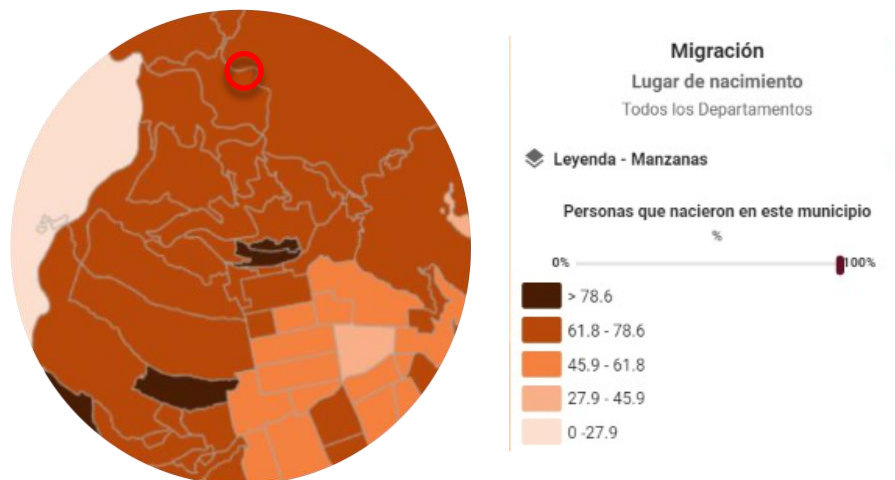 Migración
Lugar de nacimiento
Todos los Departamentos
Leyenda - Manzanas
Personas que nacieron en este municipio
%
0% 100%
> 78.6
61.8 - 78.6
45.9 - 61.8
27.9 - 45.9
0 -27.9